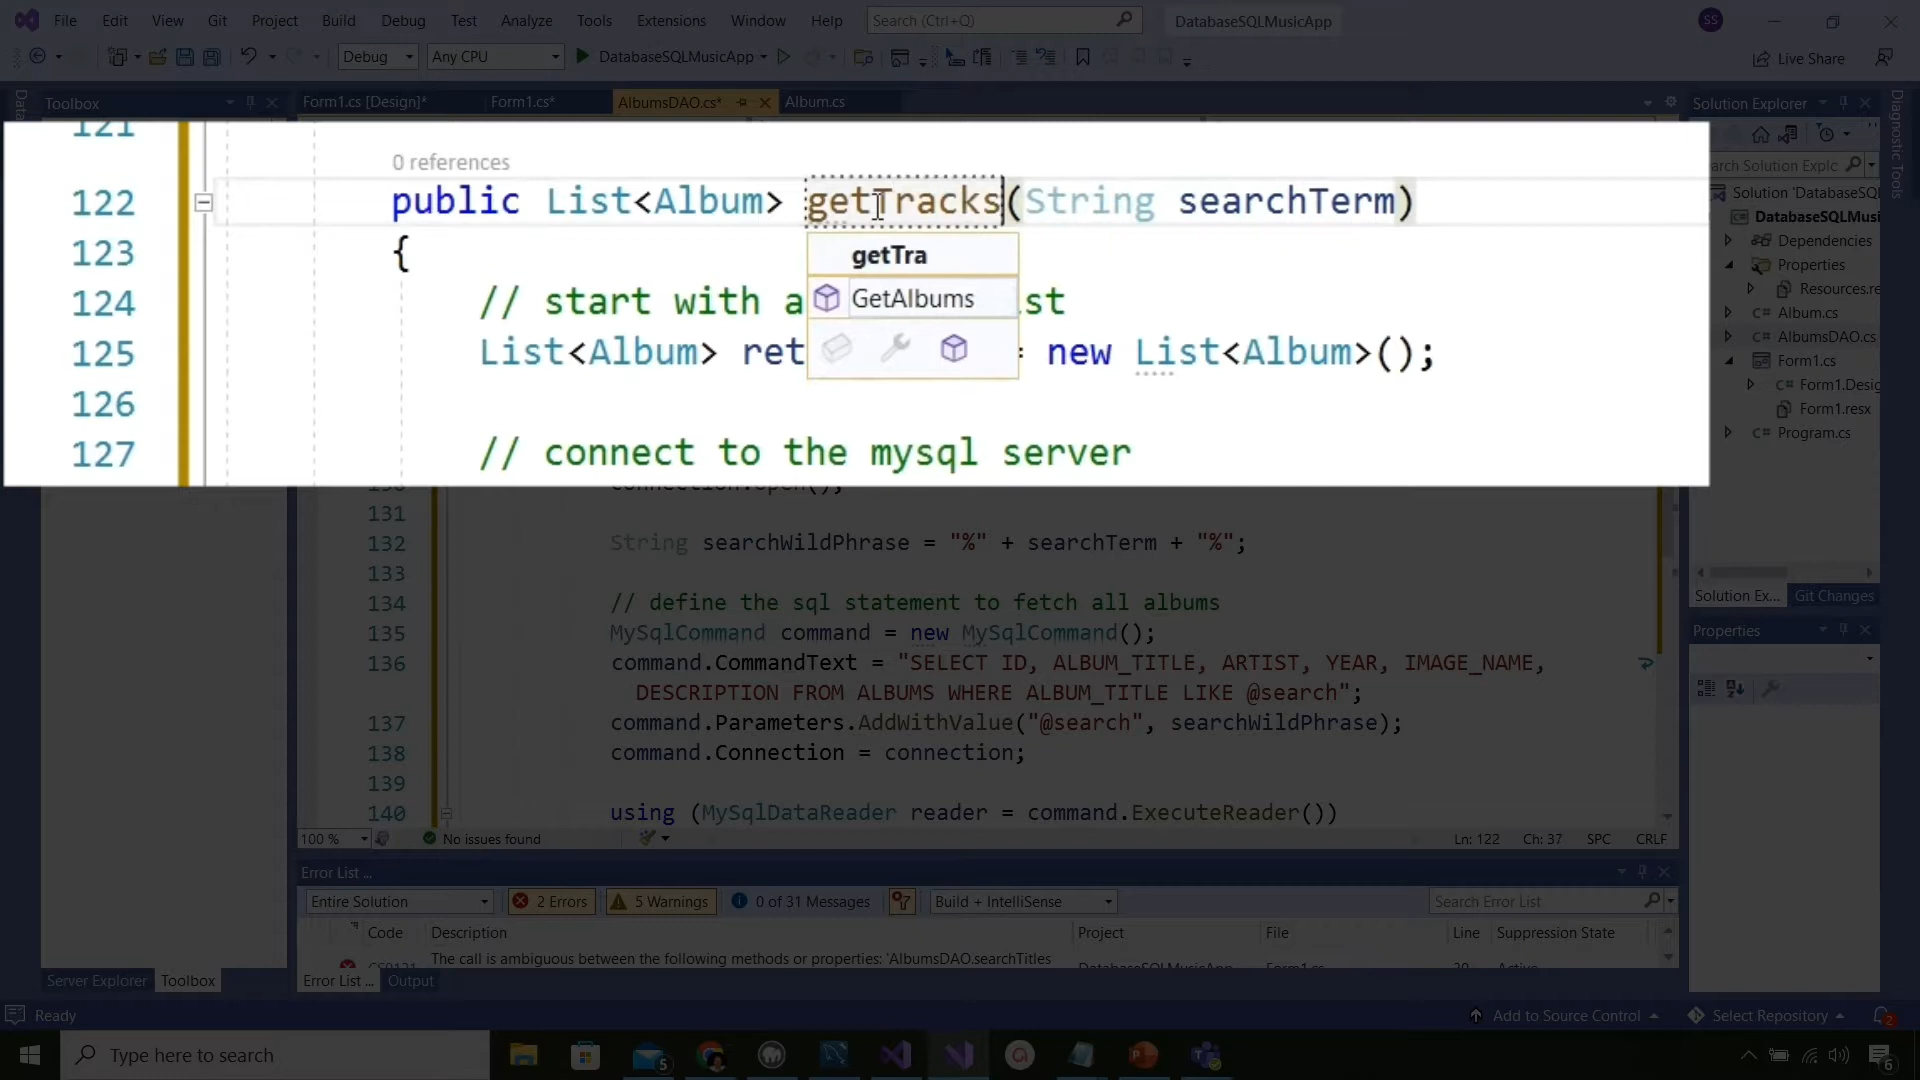 File Edit View Git Project Build Debug Test Analyze Tools Extensions Window Help Search (Ctrl+Q) DatabaseSQLMusicApp SS
Debug Any CPU DatabaseSQLMusicApp Live Share
Toolbox Form1.cs [Design]* Form1.cs* AlbumsDAO.cs* Album.cs Solution Explorer
Diagnostic Tools
121
0 references
122 public List<Album> getTracks(String searchTerm)
123 {
getTra
124 // start with a st
GetAlbums
125 List<Album> ret = new List<Album>();
126
127 // connect to the mysql server
131
132 String searchWildPhrase = "%" + searchTerm + "%";
133
134 // define the sql statement to fetch all albums
135 MySqlCommand command = new MySqlCommand();
136 command.CommandText = "SELECT ID, ALBUM_TITLE, ARTIST, YEAR, IMAGE_NAME,
DESCRIPTION FROM ALBUMS WHERE ALBUM_TITLE LIKE @search";
137 command.Parameters.AddWithValue("@search", searchWildPhrase);
138 command.Connection = connection;
139
140 using (MySqlDataReader reader = command.ExecuteReader())
100 % No issues found Ln: 122 Ch: 37 SPC CRLF
arch Solution Explc
Solution 'DatabaseSQL
DatabaseSQLMusi
Dependencies
Properties
Resources.re
Album.cs
AlbumsDAO.cs
Form1.cs
Form1.Desig
Form1.resx
Program.cs
Solution Ex... Git Changes
Properties
Error List ...
Entire Solution 2 Errors 5 Warnings 0 of 31 Messages Build + IntelliSense Search Error List
Code Description Project File Line Suppression State
The call is ambiguous between the following methods or properties: 'AlbumsDAO.searchTitles
Server Explorer Toolbox Error List ... Output
Ready Add to Source Control Select Repository 2
Type here to search 5 6